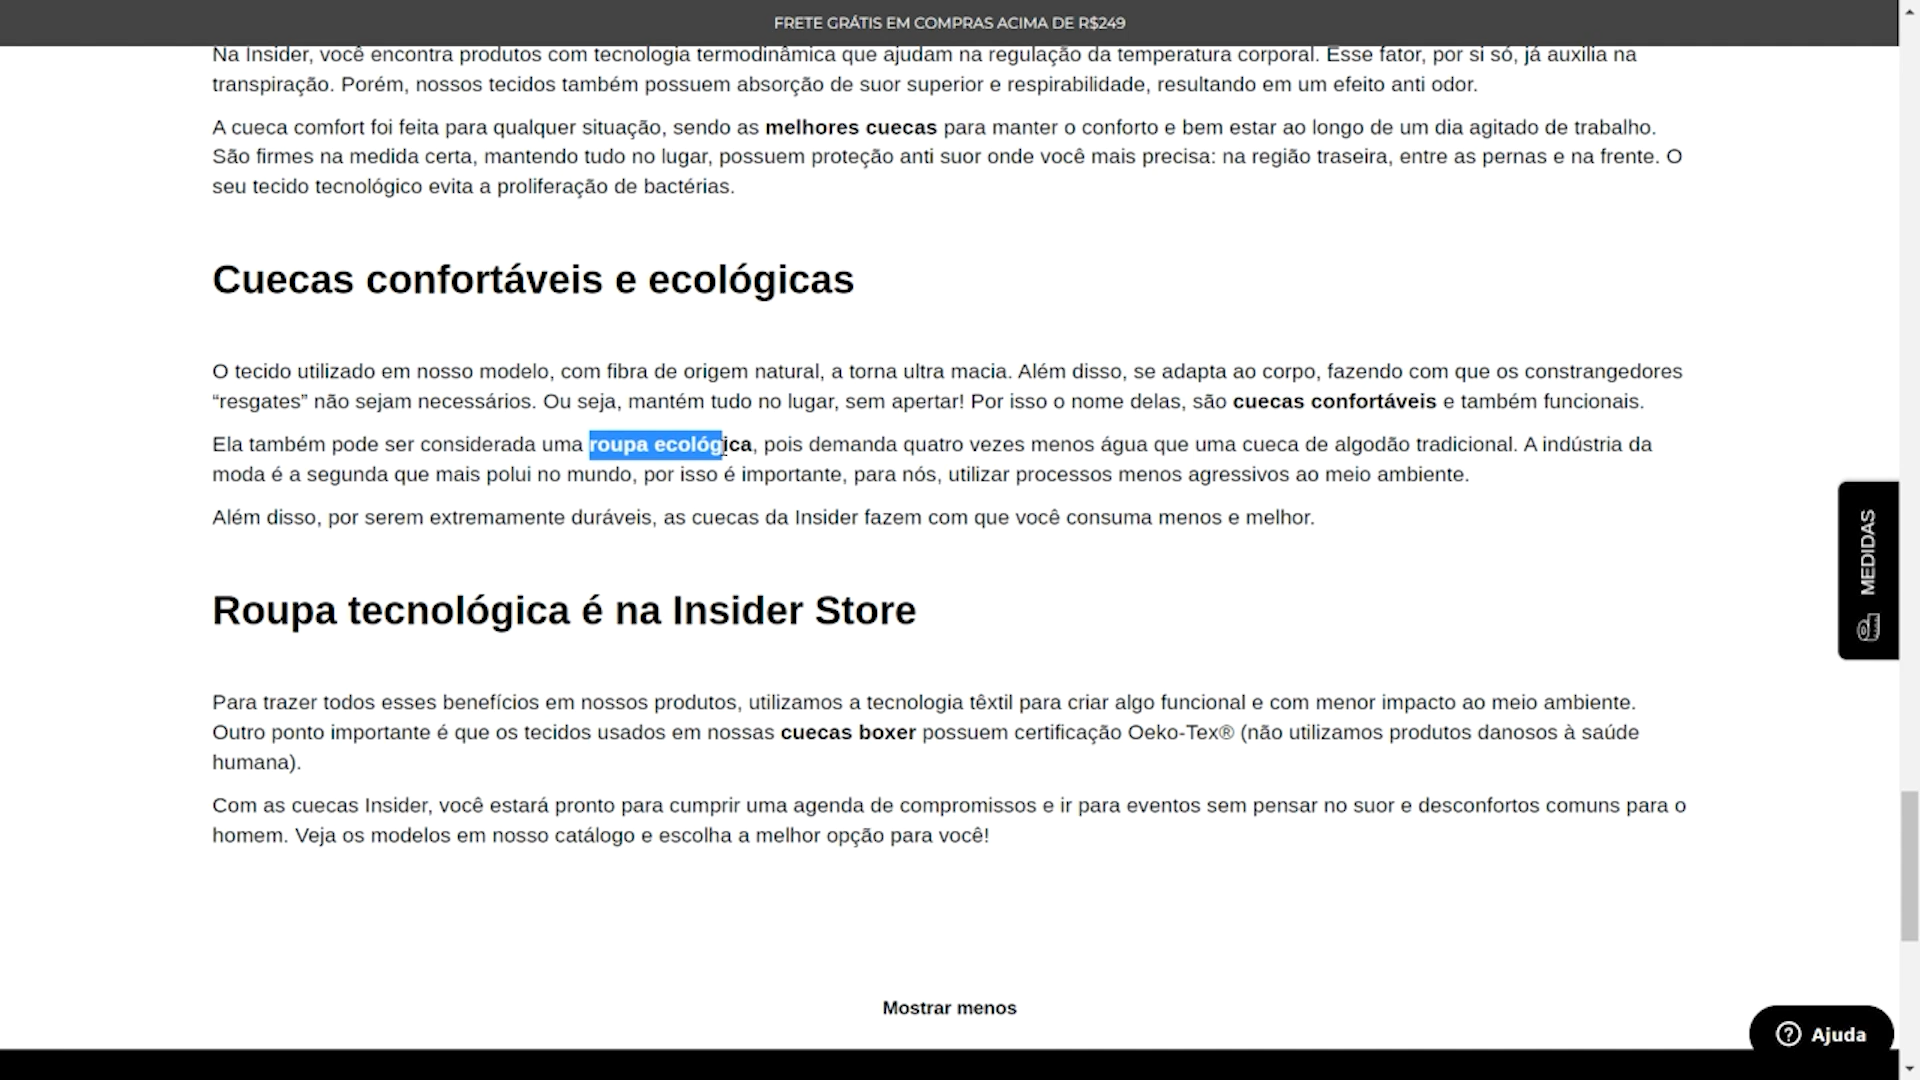 FRETE GRÁTIS EM COMPRAS ACIMA DE R$249
Na Insider, você encontra produtos com tecnologia termodinâmica que ajudam na regulação da temperatura corporal. Esse fator, por si só, já auxilia na
transpiração. Porém, nossos tecidos também possuem absorção de suor superior e respirabilidade, resultando em um efeito anti odor.
A cueca comfort foi feita para qualquer situação, sendo as melhores cuecas para manter o conforto e bem estar ao longo de um dia agitado de trabalho.
São firmes na medida certa, mantendo tudo no lugar, possuem proteção anti suor onde você mais precisa: na região traseira, entre as pernas e na frente. O
seu tecido tecnológico evita a proliferação de bactérias.
Cuecas confortáveis e ecológicas
O tecido utilizado em nosso modelo, com fibra de origem natural, a torna ultra macia. Além disso, se adapta ao corpo, fazendo com que os constrangedores
“resgates” não sejam necessários. Ou seja, mantém tudo no lugar, sem apertar! Por isso o nome delas, são cuecas confortáveis e também funcionais.
Ela também pode ser considerada uma roupa ecológica, pois demanda quatro vezes menos água que uma cueca de algodão tradicional. A indústria da
moda é a segunda que mais polui no mundo, por isso é importante, para nós, utilizar processos menos agressivos ao meio ambiente.
Além disso, por serem extremamente duráveis, as cuecas da Insider fazem com que você consuma menos e melhor.
MEDIDAS
Roupa tecnológica é na Insider Store
Para trazer todos esses benefícios em nossos produtos, utilizamos a tecnologia têxtil para criar algo funcional e com menor impacto ao meio ambiente.
Outro ponto importante é que os tecidos usados em nossas cuecas boxer possuem certificação Oeko-Tex® (não utilizamos produtos danosos à saúde
humana).
Com as cuecas Insider, você estará pronto para cumprir uma agenda de compromissos e ir para eventos sem pensar no suor e desconfortos comuns para o
homem. Veja os modelos em nosso catálogo e escolha a melhor opção para você!
Mostrar menos
Ajuda